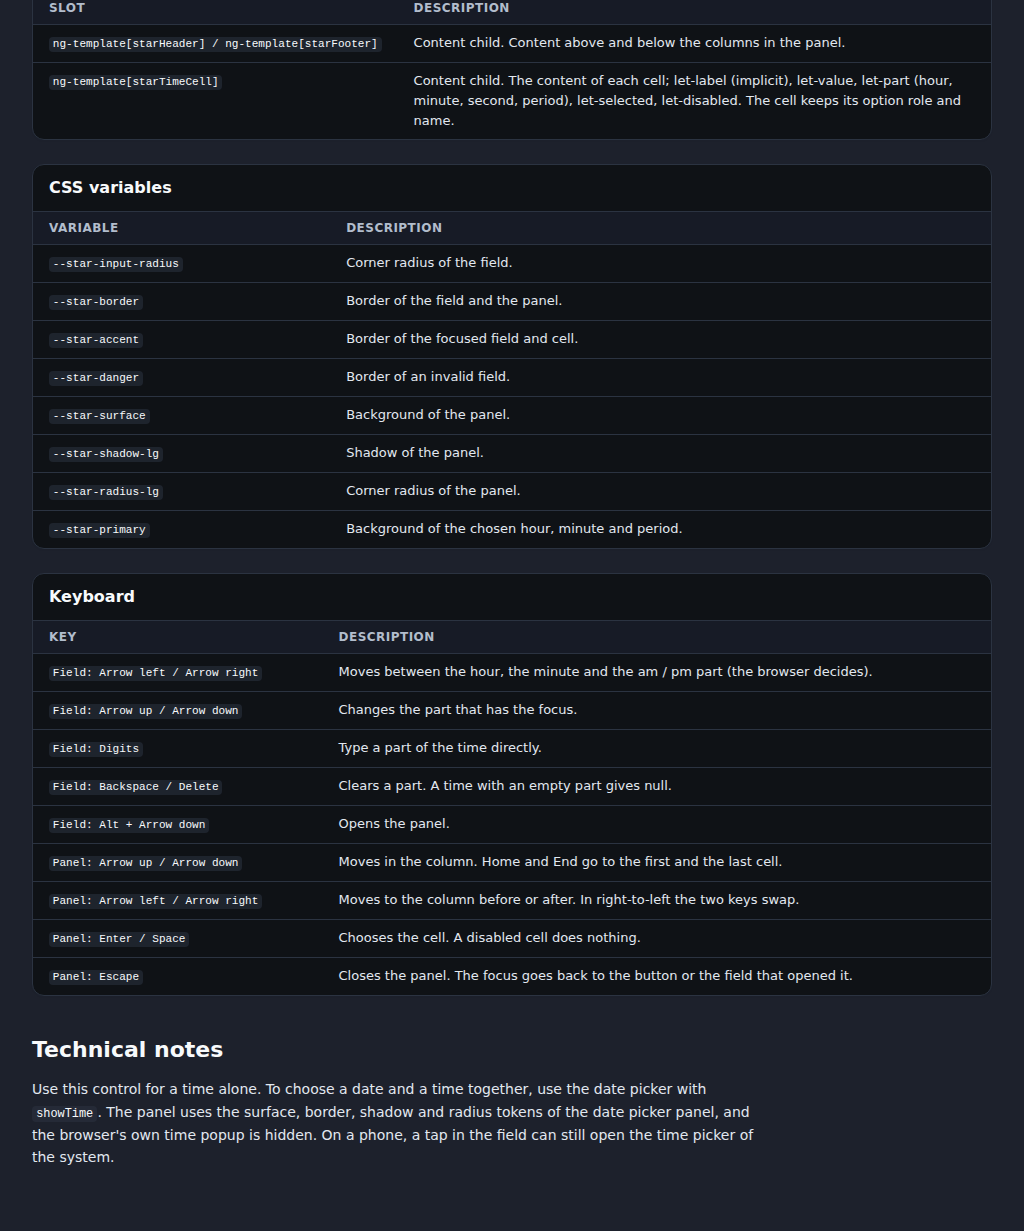 SLOT DESCRIPTION
ng-template[starHeader] / ng-template[starFooter] Content child. Content above and below the columns in the panel.
ng-template[starTimeCell] Content child. The content of each cell; let-label (implicit), let-value, let-part (hour,
minute, second, period), let-selected, let-disabled. The cell keeps its option role and
name.
CSS variables
VARIABLE DESCRIPTION
--star-input-radius Corner radius of the field.
--star-border Border of the field and the panel.
--star-accent Border of the focused field and cell.
--star-danger Border of an invalid field.
--star-surface Background of the panel.
--star-shadow-lg Shadow of the panel.
--star-radius-lg Corner radius of the panel.
--star-primary Background of the chosen hour, minute and period.
Keyboard
KEY DESCRIPTION
Field: Arrow left / Arrow right Moves between the hour, the minute and the am / pm part (the browser decides).
Field: Arrow up / Arrow down Changes the part that has the focus.
Field: Digits Type a part of the time directly.
Field: Backspace / Delete Clears a part. A time with an empty part gives null.
Field: Alt + Arrow down Opens the panel.
Panel: Arrow up / Arrow down Moves in the column. Home and End go to the first and the last cell.
Panel: Arrow left / Arrow right Moves to the column before or after. In right-to-left the two keys swap.
Panel: Enter / Space Chooses the cell. A disabled cell does nothing.
Panel: Escape Closes the panel. The focus goes back to the button or the field that opened it.
Technical notes
Use this control for a time alone. To choose a date and a time together, use the date picker with
showTime. The panel uses the surface, border, shadow and radius tokens of the date picker panel, and
the browser's own time popup is hidden. On a phone, a tap in the field can still open the time picker of
the system.